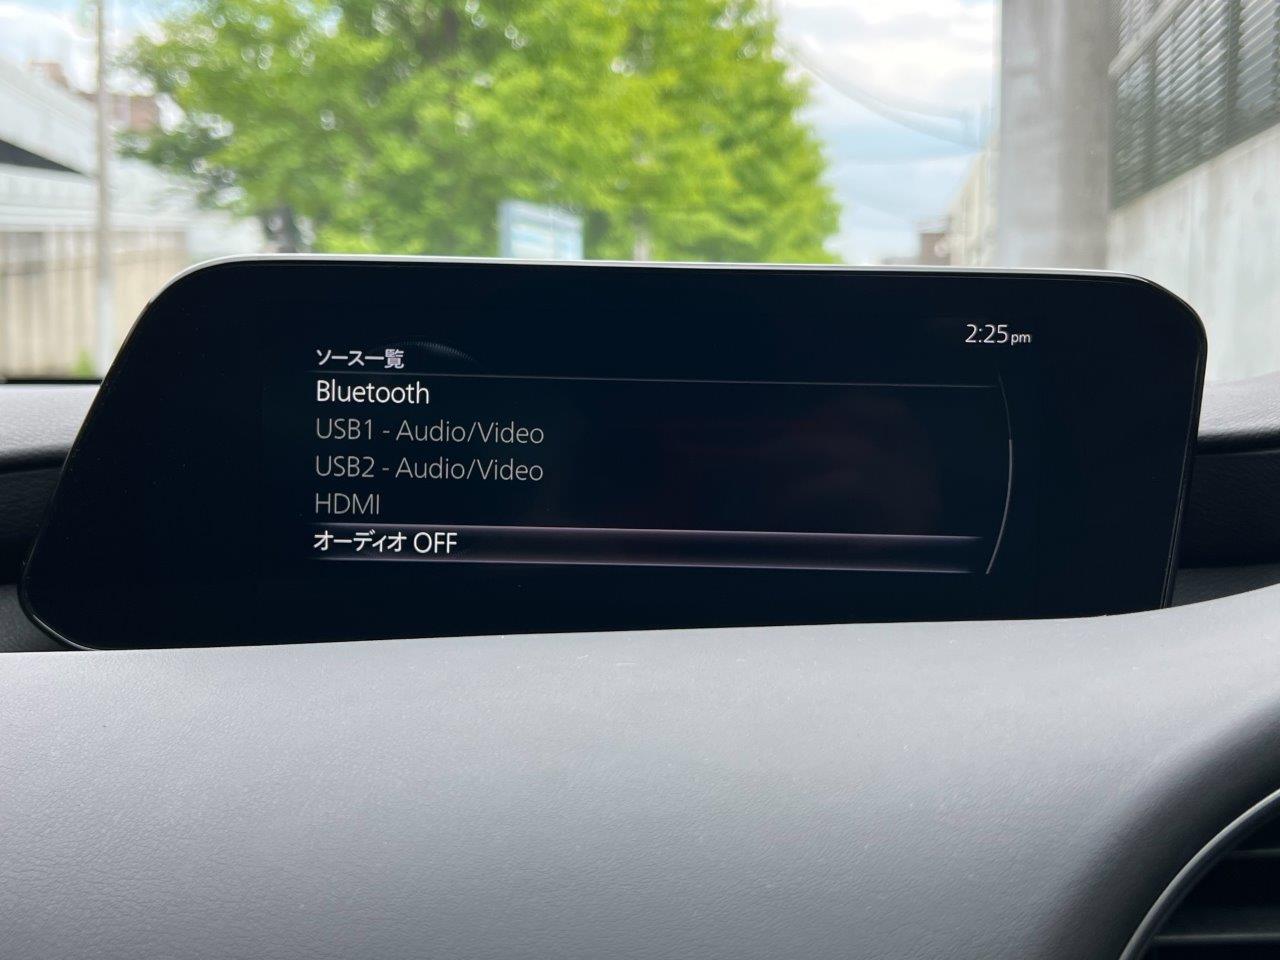 2:25pm
ソース一覧
Bluetooth
USB1 - Audio/Video
USB2 - Audio/Video
HDMI
オーディオ OFF